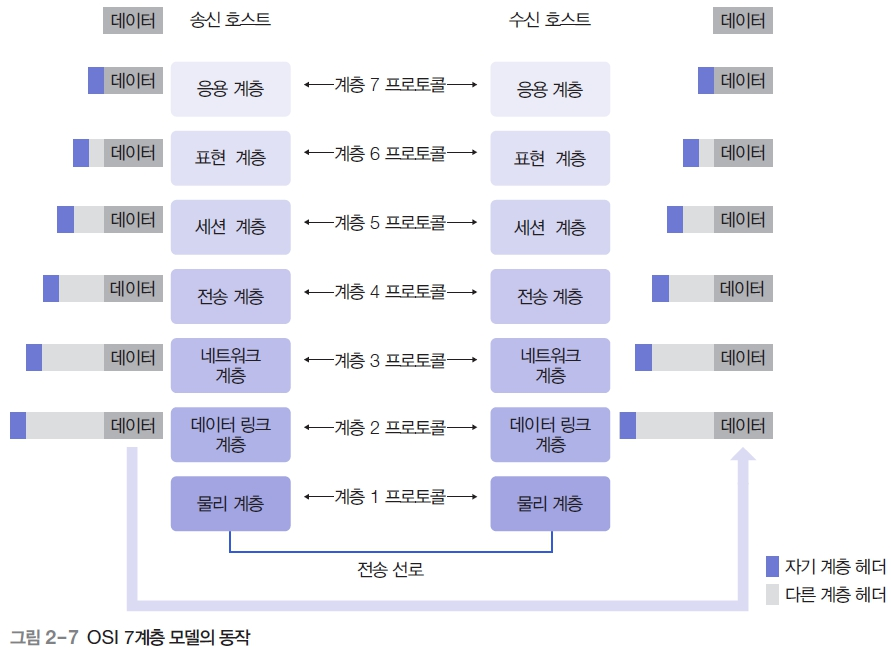 데이터 송신 호스트 수신 호스트 데이터
데이터 응용 계층 계층 7 프로토콜 응용 계층 데이터
데이터 표현 계층 계층 6 프로토콜 표현 계층 데이터
데이터 세션 계층 계층 5 프로토콜 세션 계층 데이터
데이터 전송 계층 계층 4 프로토콜 전송 계층 데이터
데이터 네트워크 계층 3 프로토콜 네트워크 데이터
계층 계층
데이터 데이터 링크 계층 2 프로토콜 데이터 링크 데이터
계층 계층
물리 계층 계층 1 프로토콜 물리 계층
전송 선로
자기 계층 헤더
다른 계층 헤더
그림 2-7 OSI 7계층 모델의 동작